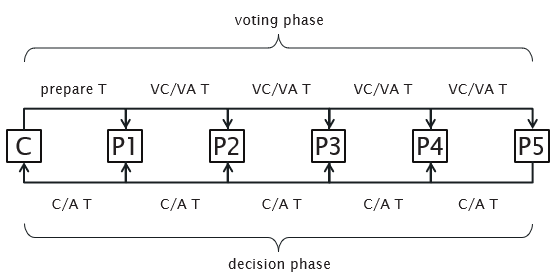 voting phase
prepare T VC/VA T VC/VA T VC/VA T VC/VA T
C P1 P2 P3 P4 P5
C/A T C/A T C/A T C/A T C/A T
decision phase